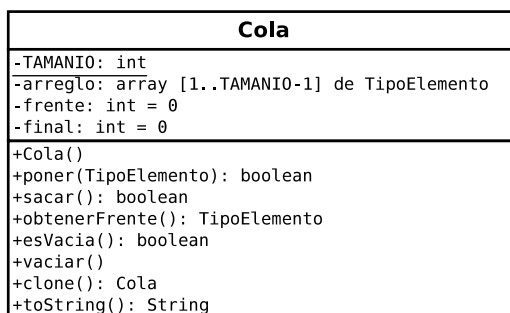 Cola
-TAMANIO: int
-arreglo: array [1..TAMANIO-1] de TipoElemento
-frente: int = 0
-final: int = 0
+Cola()
+poner(TipoElemento): boolean
+sacar(): boolean
+obtenerFrente(): TipoElemento
+esVacia(): boolean
+vaciar()
+clone(): Cola
+toString(): String